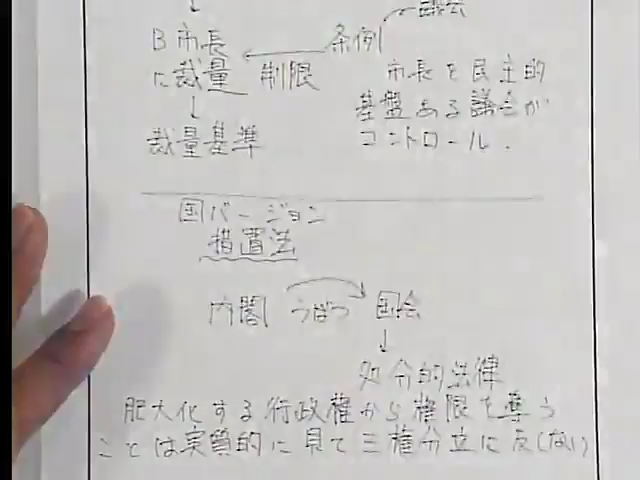 議会
B市長 ← 条例
に裁量 制限 市長を民主的
↓ 基盤ある議会が
裁量基準 コントロール.
国バージョン
措置法
内閣 うばう 国会
↓
処分的法律
肥大化する行政権から権限を奪う
ことは実質的に見て三権分立に反しない